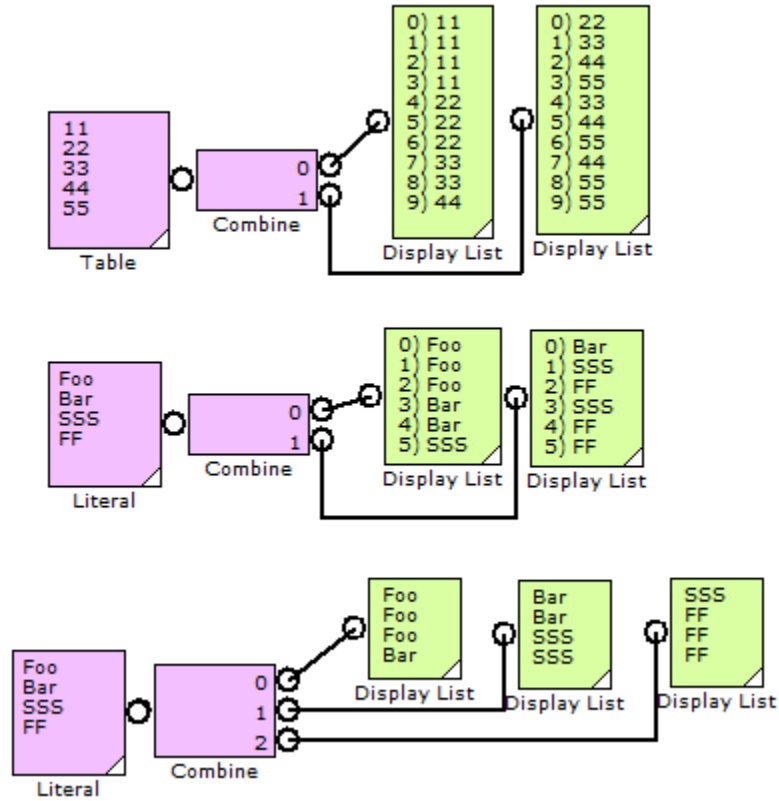 11
22
33
44
55
Table
0
1
Combine
0) 11
1) 11
2) 11
3) 11
4) 22
5) 22
6) 22
7) 33
8) 33
9) 44
Display List
0) 22
1) 33
2) 44
3) 55
4) 33
5) 44
6) 55
7) 44
8) 55
9) 55
Display List
Foo
Bar
SSS
FF
Literal
0
1
Combine
0) Foo
1) Foo
2) Foo
3) Bar
4) Bar
5) SSS
Display List
0) Bar
1) SSS
2) FF
3) SSS
4) FF
5) FF
Display List
Foo
Bar
SSS
FF
Literal
0
1
2
Combine
Foo
Foo
Foo
Bar
Display List
Bar
Bar
SSS
SSS
Display List
SSS
FF
FF
FF
Display List